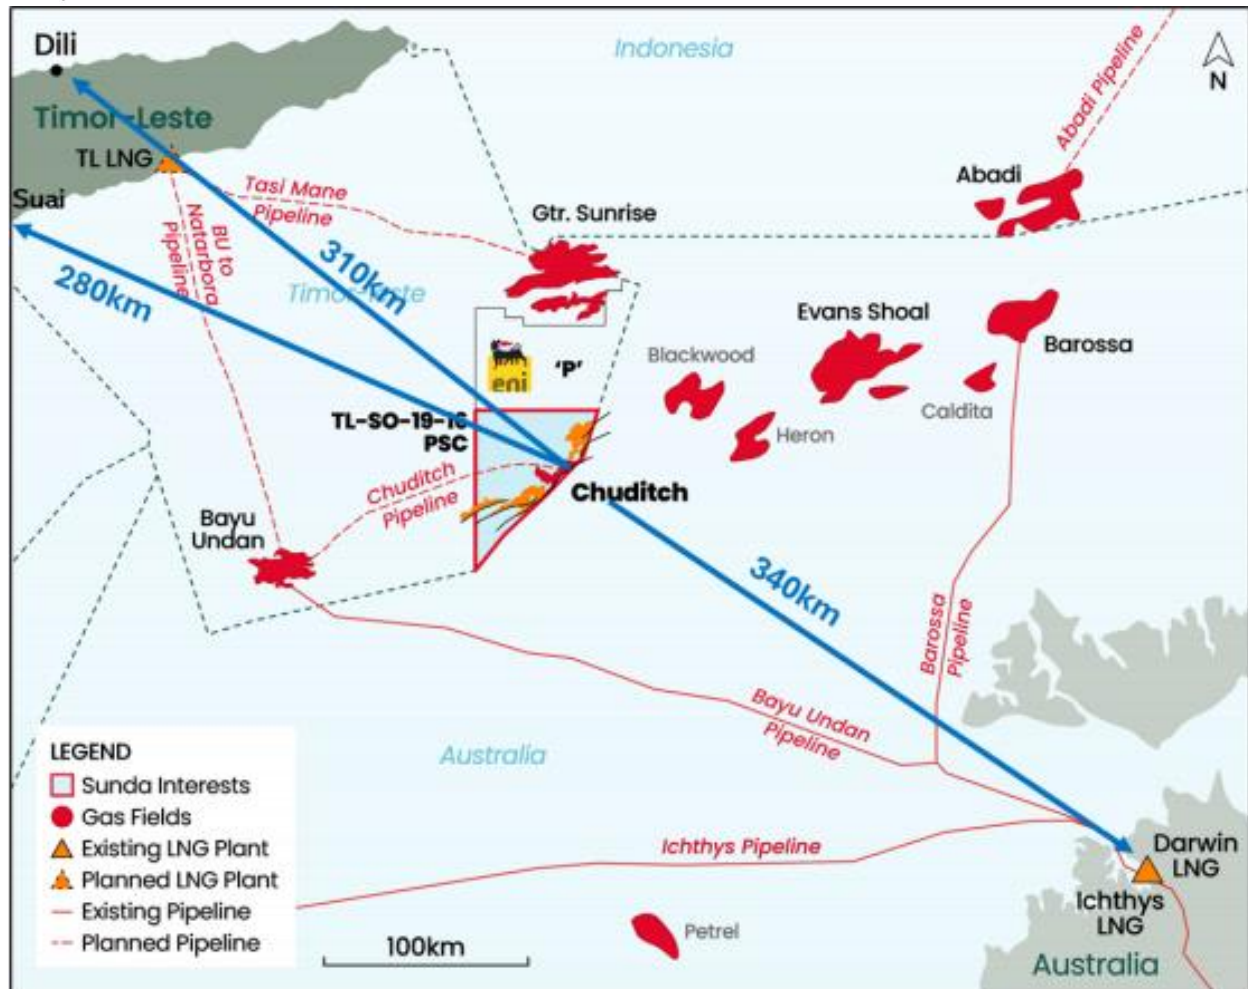 Dili
Indonesia
N
Abadi Pipeline
Timor-Leste
TL LNG
Suai
Tasi Mane
Pipeline
Abadi
Gtr. Sunrise
BU to
Natarbora
Pipeline
310km
280km
Timor-Leste
Evans Shoal
Barossa
Blackwood
eni
'P'
Caldita
Heron
TL-SO-19-16
PSC
Chuditch
Pipeline
Chuditch
Bayu
Undan
340km
Barossa
Pipeline
Bayu Undan
Pipeline
Australia
LEGEND
Sunda Interests
Gas Fields
Existing LNG Plant
Planned LNG Plant
Existing Pipeline
Planned Pipeline
Ichthys Pipeline
Darwin
LNG
Ichthys
LNG
Petrel
100km
Australia